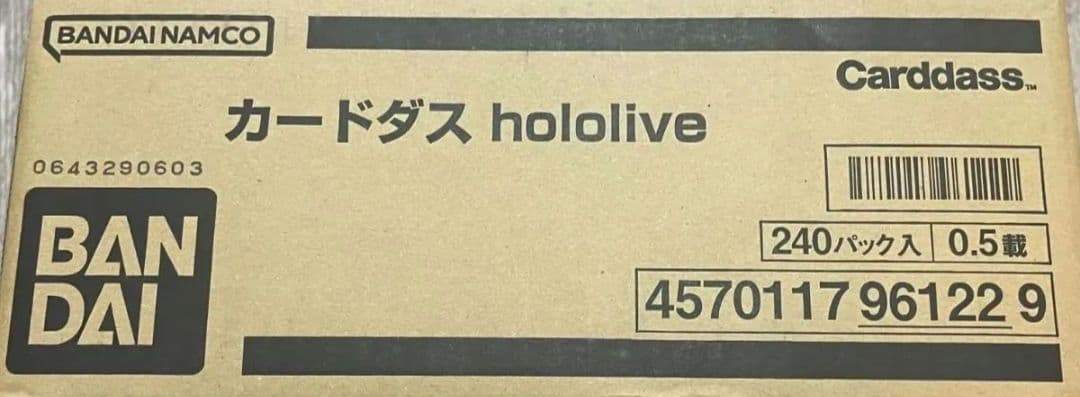 BANDAI NAMCO
Carddass™
カードダス hololive
0643290603
BAN
DAI
240パック入 0.5載
4570117 96122 9